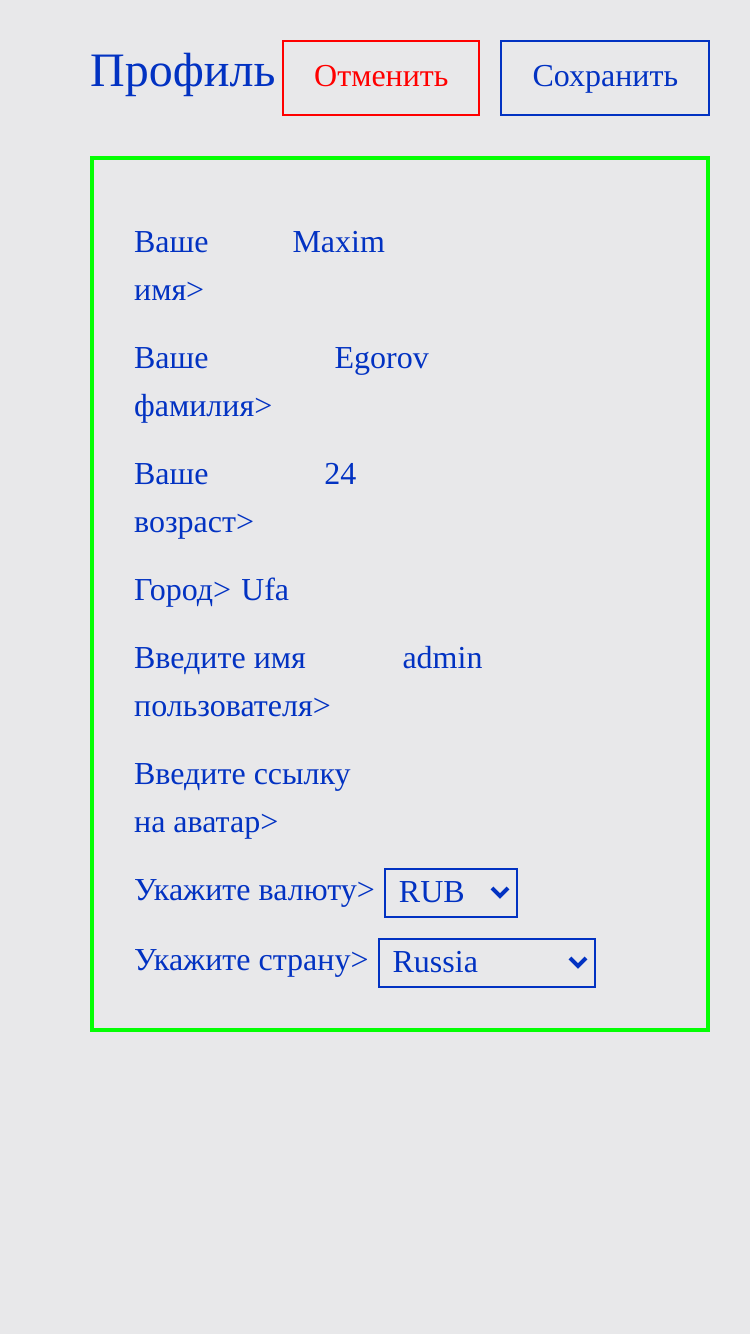 Профиль Отменить Сохранить
Ваше Maxim
имя>
Ваше Egorov
фамилия>
Ваше 24
возраст>
Город> Ufa
Введите имя admin
пользователя>
Введите ссылку
на аватар>
Укажите валюту> RUB
Укажите страну> Russia